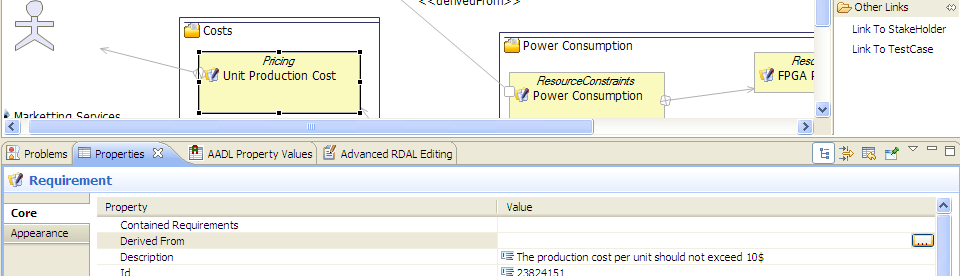 <<derivedFrom>>
Other Links
Link To StakeHolder
Link To TestCase
Costs
Pricing
Unit Production Cost
Power Consumption
ResourceConstraints
Power Consumption
FPGA
Marketting Services
Problems
Properties
AADL Property Values
Advanced RDAL Editing
Requirement
Core
Appearance
Property Value
Contained Requirements
Derived From ...
Description The production cost per unit should not exceed 10$
Id 23824151